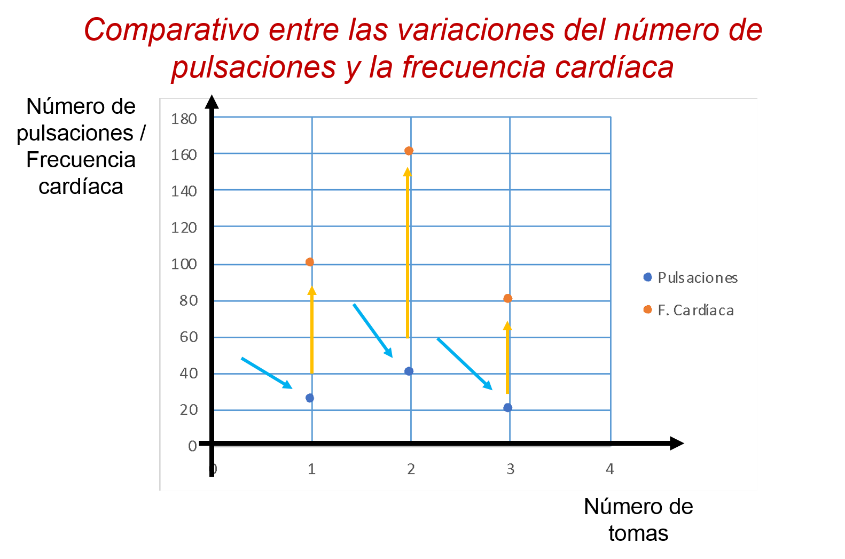 Comparativo entre las variaciones del número de
pulsaciones y la frecuencia cardíaca
Número de
pulsaciones /
Frecuencia
cardíaca
180
160
140
120
100
80
60
40
20
0
0
1
2
3
4
Pulsaciones
F. Cardíaca
Número de
tomas